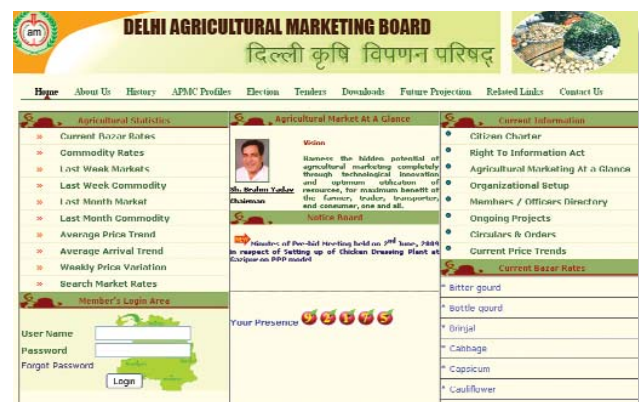 am
DELHI AGRICULTURAL MARKETING BOARD
दिल्ली कृषि विपणन परिषद्
Home About Us History APMC Profiles Election Tenders Downloads Future Projection Related Links Contact Us
Agricultural Statistics
Current Bazar Rates
Commodity Rates
Last Week Markets
Last Week Commodity
Last Month Market
Last Month Commodity
Average Price Trend
Average Arrival Trend
Weekly Price Variation
Search Market Rates
Member's Login Area
User Name
Password
Forgot Password
Login
Agricultural Market At A Glance
Vision
Harness the hidden potential of
agricultural marketing completely
through technological innovation
and optimum utilization of
resources, for maximum benefit of
the farmer, trader, transporter,
and consumer, one and all.
Sh. Brahm Yadav
Chairman
Notice Board
Minutes of Pre-bid Meeting held on 2nd June, 2009
in respect of Setting up of Chicken Dressing Plant at
Gazipur on PPP model
Your Presence 92175
Current Information
Citizen Charter
Right To Information Act
Agricultural Marketing At a Glance
Organizational Setup
Members / Officers Directory
Ongoing Projects
Circulars & Orders
Current Price Trends
Current Bazar Rates
* Bitter gourd
* Bottle gourd
* Brinjal
* Cabbage
* Capsicum
* Cauliflower